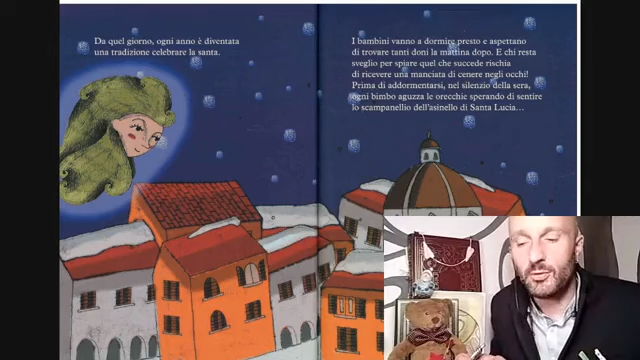 Da quel giorno, ogni anno è diventata
una tradizione celebrare la santa.
I bambini vanno a dormire presto e aspettano
di trovare tanti doni la mattina dopo. E chi resta
sveglio per spiare quel che succede rischia
di ricevere una manciata di cenere negli occhi!
Prima di addormentarsi, nel silenzio della sera,
ogni bimbo aguzza le orecchie sperando di sentire
lo scampanellio dell'asinello di Santa Lucia...